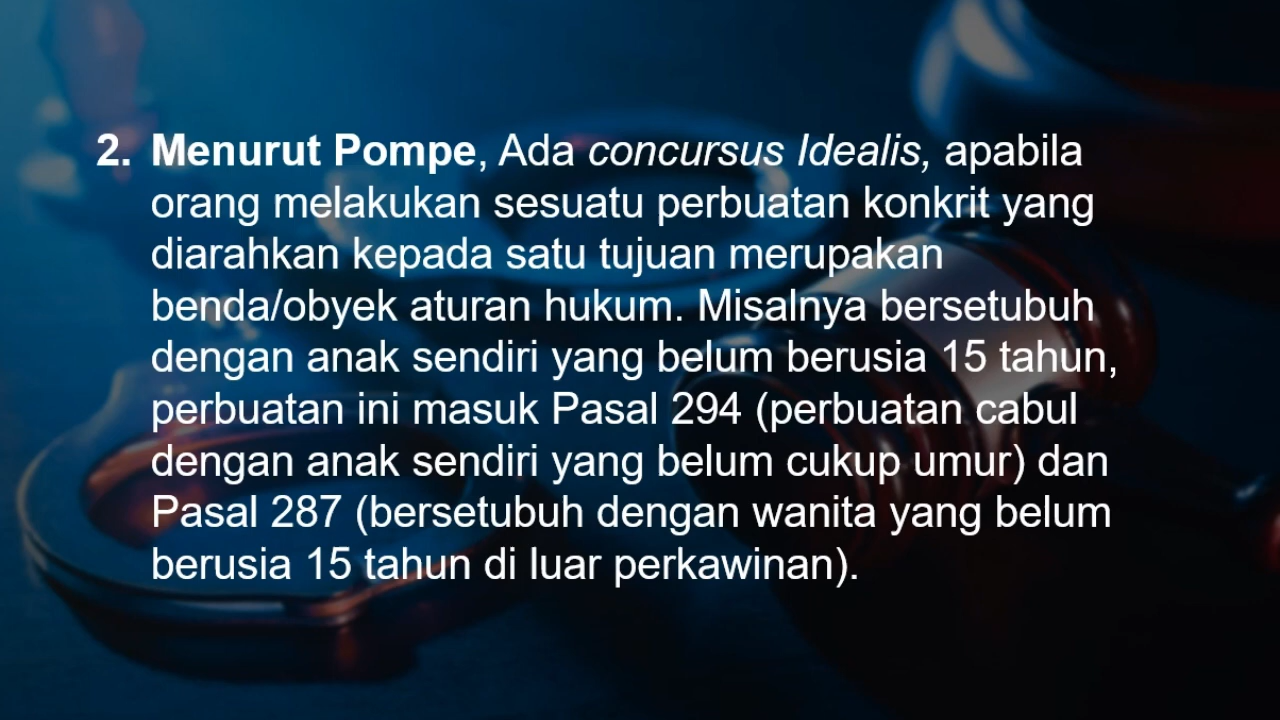 2. Menurut Pompe, Ada concursus Idealis, apabila
orang melakukan sesuatu perbuatan konkrit yang
diarahkan kepada satu tujuan merupakan
benda/obyek aturan hukum. Misalnya bersetubuh
dengan anak sendiri yang belum berusia 15 tahun,
perbuatan ini masuk Pasal 294 (perbuatan cabul
dengan anak sendiri yang belum cukup umur) dan
Pasal 287 (bersetubuh dengan wanita yang belum
berusia 15 tahun di luar perkawinan).